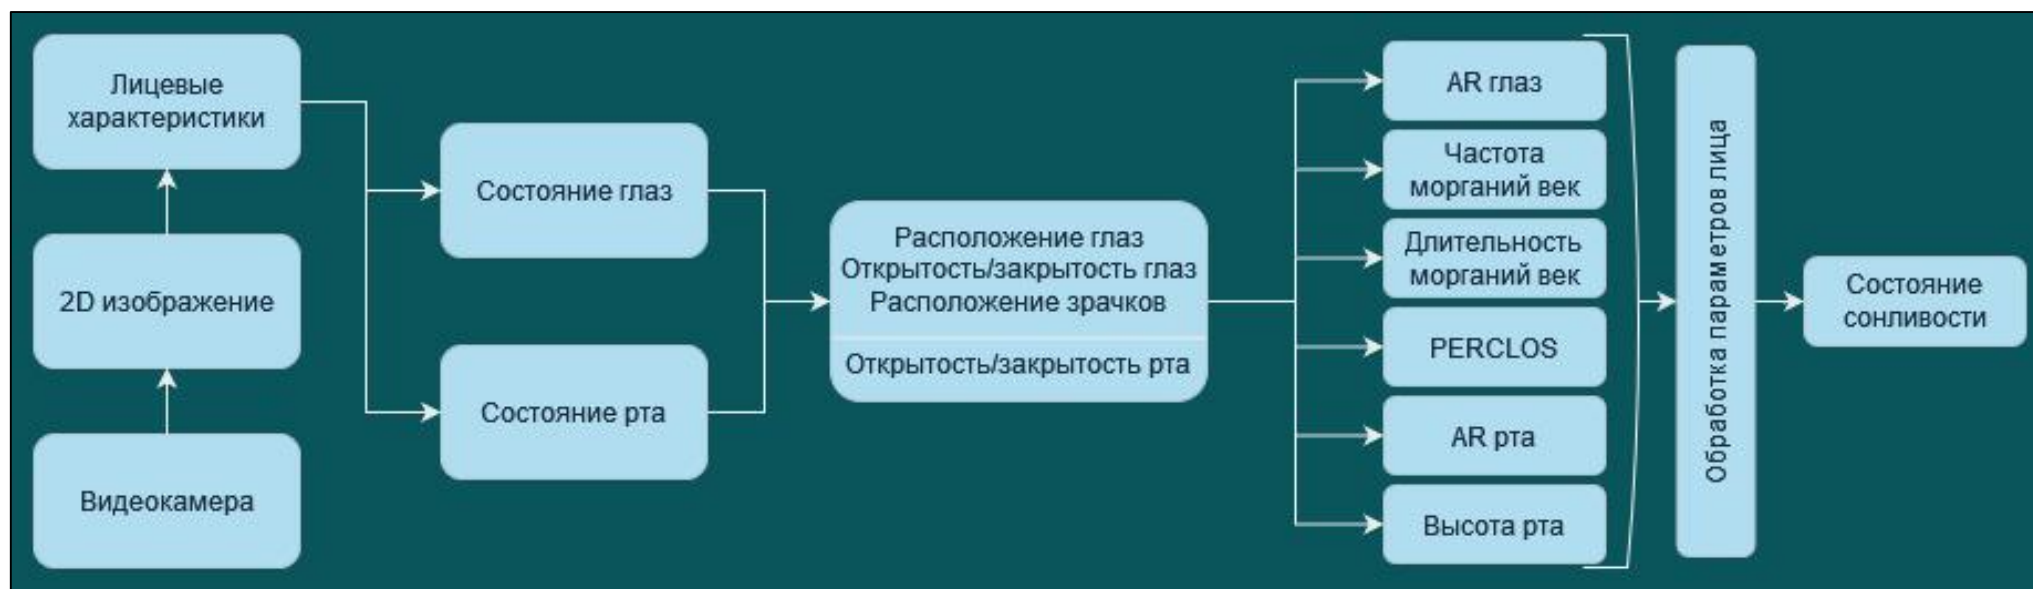 Лицевые
характеристики
2D изображение
Видеокамера
Состояние глаз
Состояние рта
Расположение глаз
Открытость/закрытость глаз
Расположение зрачков
Открытость/закрытость рта
AR глаз
Частота
морганий век
Длительность
морганий век
PERCLOS
AR рта
Высота рта
Обработка параметров лица
Состояние
сонливости